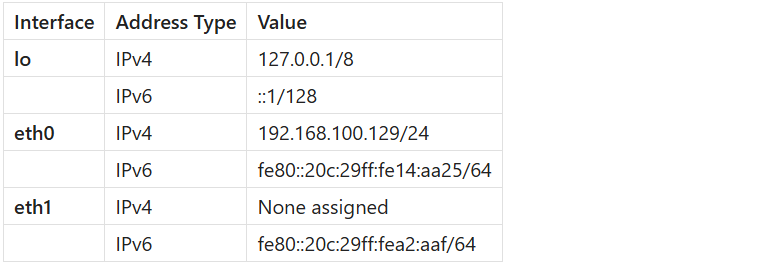 Interface Address Type Value
lo IPv4 127.0.0.1/8
IPv6 ::1/128
eth0 IPv4 192.168.100.129/24
IPv6 fe80::20c:29ff:fe14:aa25/64
eth1 IPv4 None assigned
IPv6 fe80::20c:29ff:fea2:aaf/64